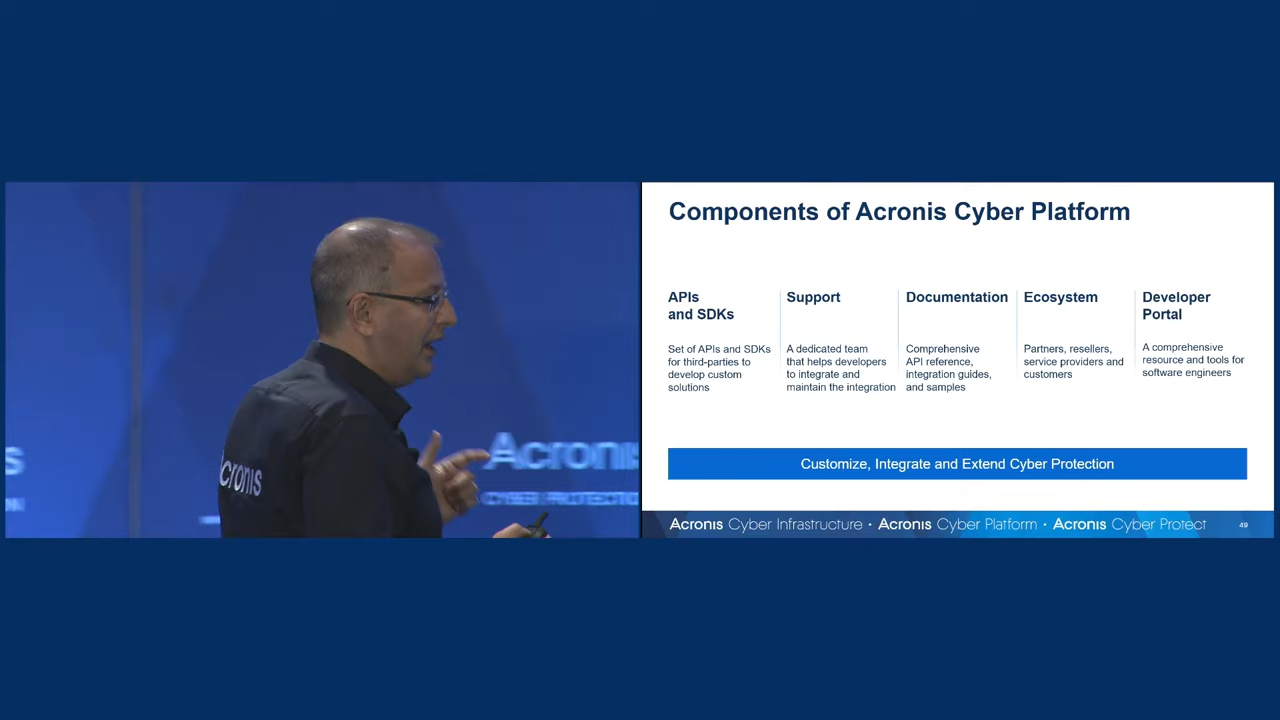 Acronis
CYBER PROTECTIO
cronis
S
ON
Components of Acronis Cyber Platform
APIs
and SDKs
Set of APIs and SDKs
for third-parties to
develop custom
solutions
Support
A dedicated team
that helps developers
to integrate and
maintain the integration
Documentation
Comprehensive
API reference,
integration guides,
and samples
Ecosystem
Partners, resellers,
service providers and
customers
Developer
Portal
A comprehensive
resource and tools for
software engineers
Customize, Integrate and Extend Cyber Protection
Acronis Cyber Infrastructure · Acronis Cyber Platform · Acronis Cyber Protect
49